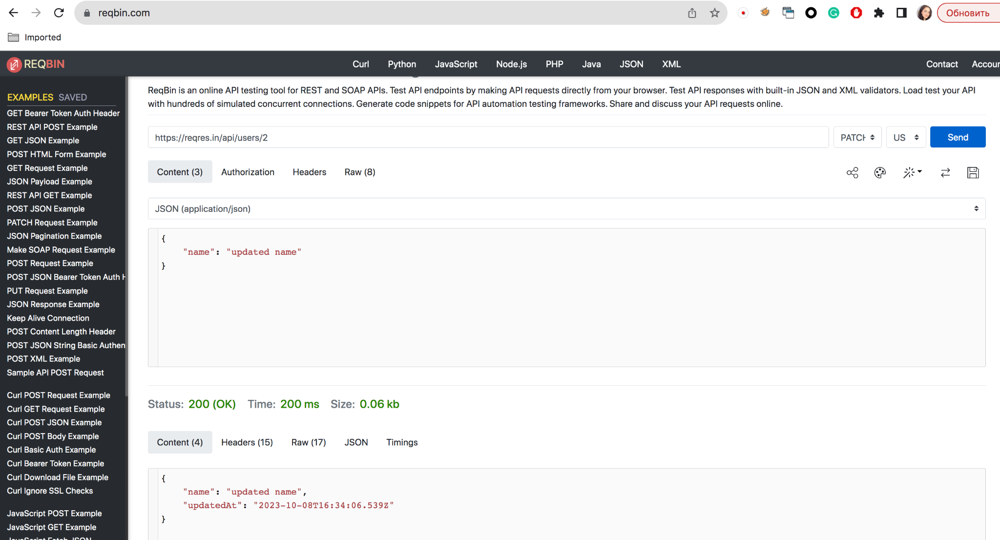 reqbin.com
Обновить
Imported
REQBIN
Curl Python JavaScript Node.js PHP Java JSON XML
Contact Accour
EXAMPLES SAVED
GET Bearer Token Auth Header
REST API POST Example
GET JSON Example
POST HTML Form Example
GET Request Example
JSON Payload Example
REST API GET Example
POST JSON Example
PATCH Request Example
JSON Pagination Example
Make SOAP Request Example
POST Request Example
POST JSON Bearer Token Auth H
PUT Request Example
JSON Response Example
Keep Alive Connection
POST Content Length Header
POST JSON String Basic Authen
POST XML Example
Sample API POST Request
Curl POST Request Example
Curl GET Request Example
Curl POST JSON Example
Curl POST Body Example
Curl Basic Auth Example
Curl Bearer Token Example
Curl Download File Example
Curl Ignore SSL Checks
JavaScript POST Example
JavaScript GET Example
JavaScript Fetch JSON
ReqBin is an online API testing tool for REST and SOAP APIs. Test API endpoints by making API requests directly from your browser. Test API responses with built-in JSON and XML validators. Load test your API
with hundreds of simulated concurrent connections. Generate code snippets for API automation testing frameworks. Share and discuss your API requests online.
https://reqres.in/api/users/2 PATCH US Send
Content (3) Authorization Headers Raw (8)
JSON (application/json)
{
"name": "updated name"
}
Status: 200 (OK) Time: 200 ms Size: 0.06 kb
Content (4) Headers (15) Raw (17) JSON Timings
{
"name": "updated name",
"updatedAt": "2023-10-08T16:34:06.539Z"
}